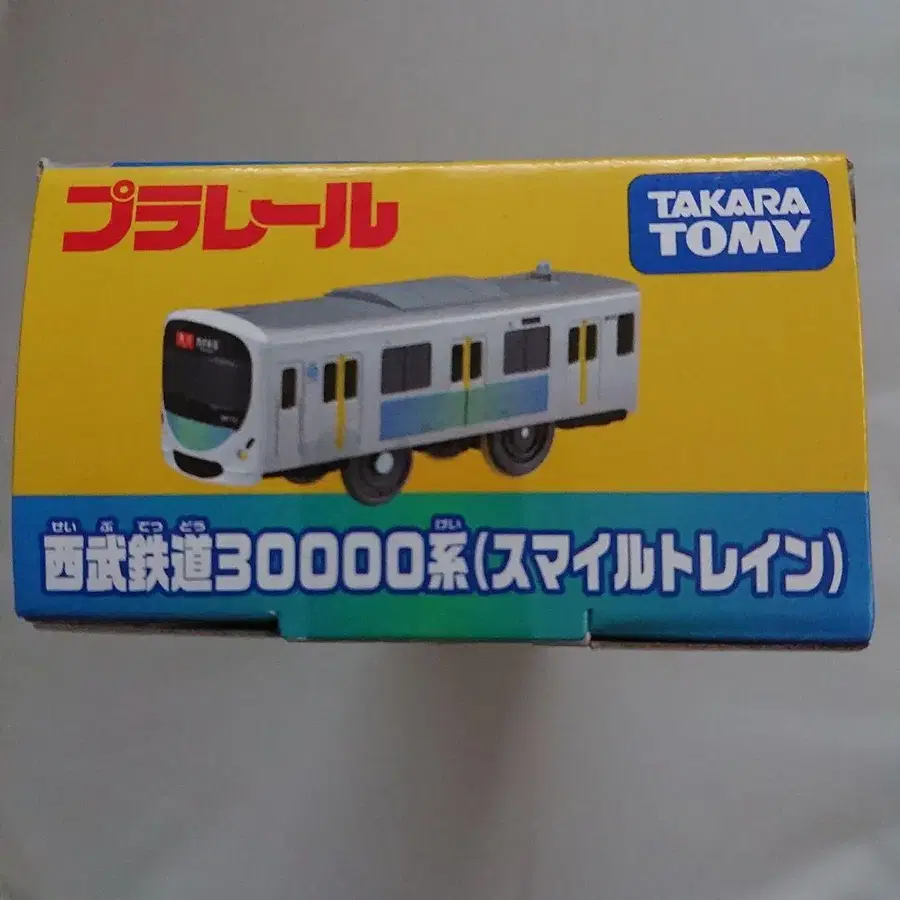 プラレール
TAKARA
TOMY
せい ぶ てつ どう けい
西武鉄道30000系(スマイルトレイン)